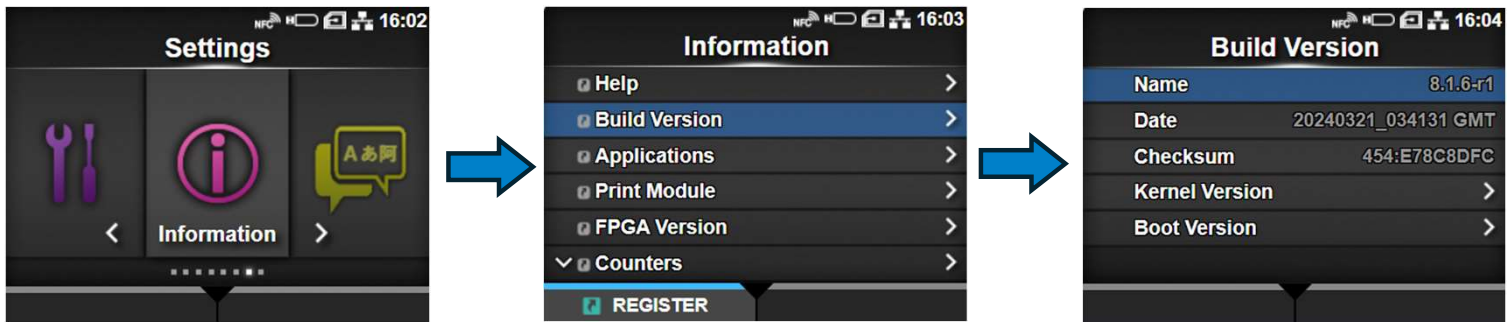 NFC H 16:02
Settings
A あ 阿
Information
NFC H 16:03
Information
Help
Build Version
Applications
Print Module
FPGA Version
Counters
REGISTER
NFC H 16:04
Build Version
Name 8.1.6-r1
Date 20240321_034131 GMT
Checksum 454:E78C8DFC
Kernel Version
Boot Version